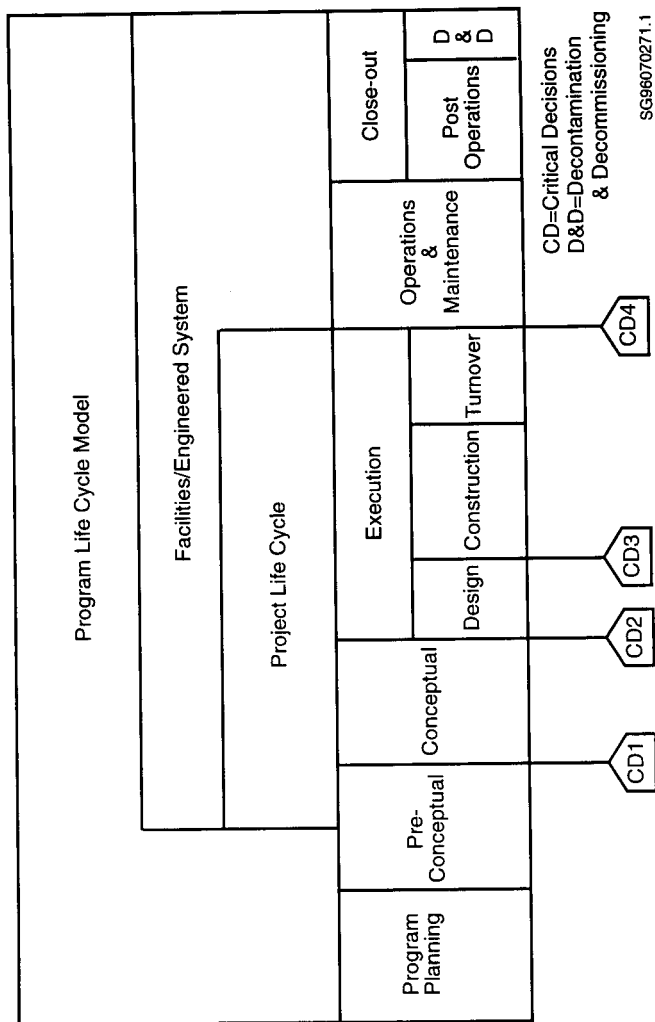 Program Life Cycle Model
Facilities/Engineered System
Project Life Cycle
Program
Planning
Pre-
Conceptual
Conceptual
Execution
Design
Construction
Turnover
Operations
&
Maintenance
Close-out
Post
Operations
D
&
D
CD1
CD2
CD3
CD4
CD=Critical Decisions
D&D=Decontamination
& Decommissioning
SG96070271.1